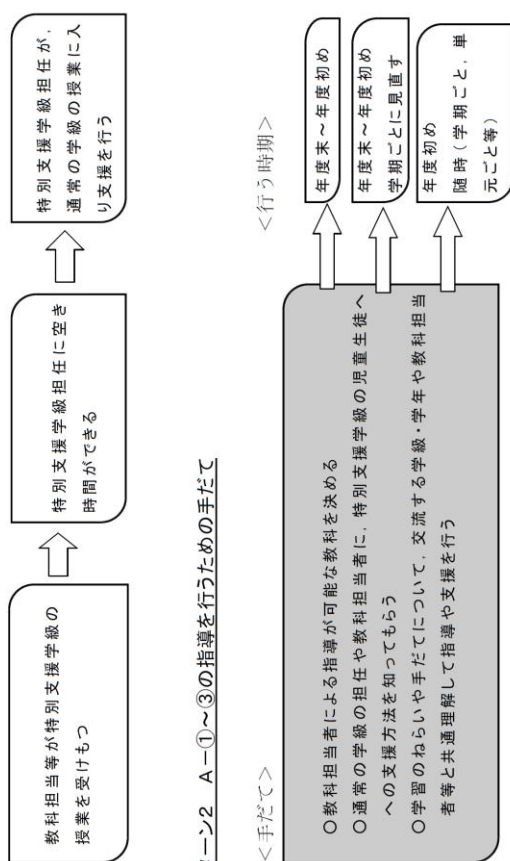 教科担当等が特別支援学級の
授業を受けもつ
特別支援学級担任に空き
時間ができる
特別支援学級担任が，
通常の学級の授業に入
り支援を行う
ーン2 A－①～③の指導を行うための手だて
＜手だて＞
＜行う時期＞
○教科担当者による指導が可能な教科を決める
○通常の学級の担任や教科担当者に，特別支援学級の児童生徒へ
への支援方法を知ってもらう
○学習のねらいや手だてについて，交流する学級・学年や教科担当
者等と共通理解して指導や支援を行う
年度末～年度初め
年度末～年度初め
学期ごとに見直す
年度初め
随時（学期ごと，単
元ごと等）